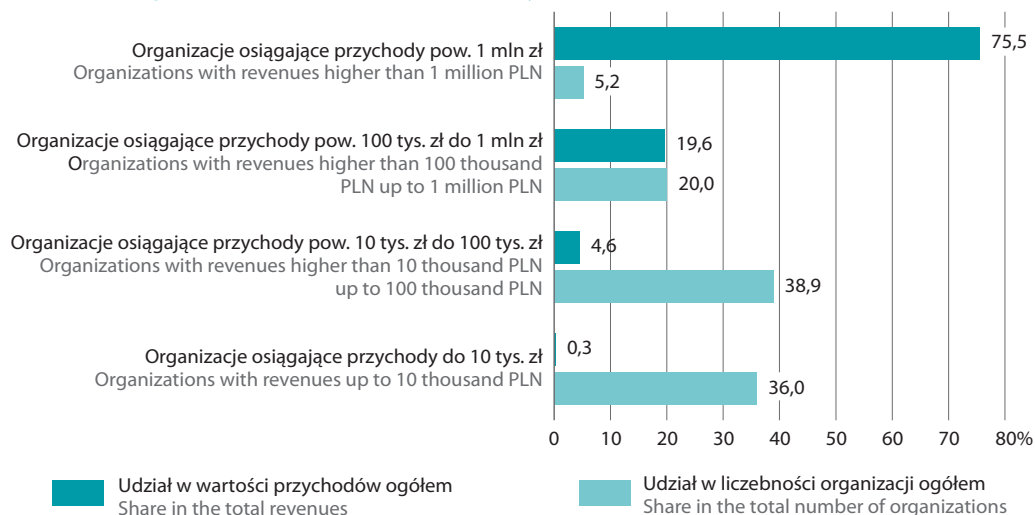 Organizacje osiągające przychody pow. 1 mln zł
Organizations with revenues higher than 1 million PLN
75,5
5,2
Organizacje osiągające przychody pow. 100 tys. zł do 1 mln zł
Organizations with revenues higher than 100 thousand
PLN up to 1 million PLN
19,6
20,0
Organizacje osiągające przychody pow. 10 tys. zł do 100 tys. zł
Organizations with revenues higher than 10 thousand PLN
up to 100 thousand PLN
4,6
38,9
Organizacje osiągające przychody do 10 tys. zł
Organizations with revenues up to 10 thousand PLN
0,3
36,0
0 10 20 30 40 50 60 70 80%
Udział w wartości przychodów ogółem
Share in the total revenues
Udział w liczebności organizacji ogółem
Share in the total number of organizations